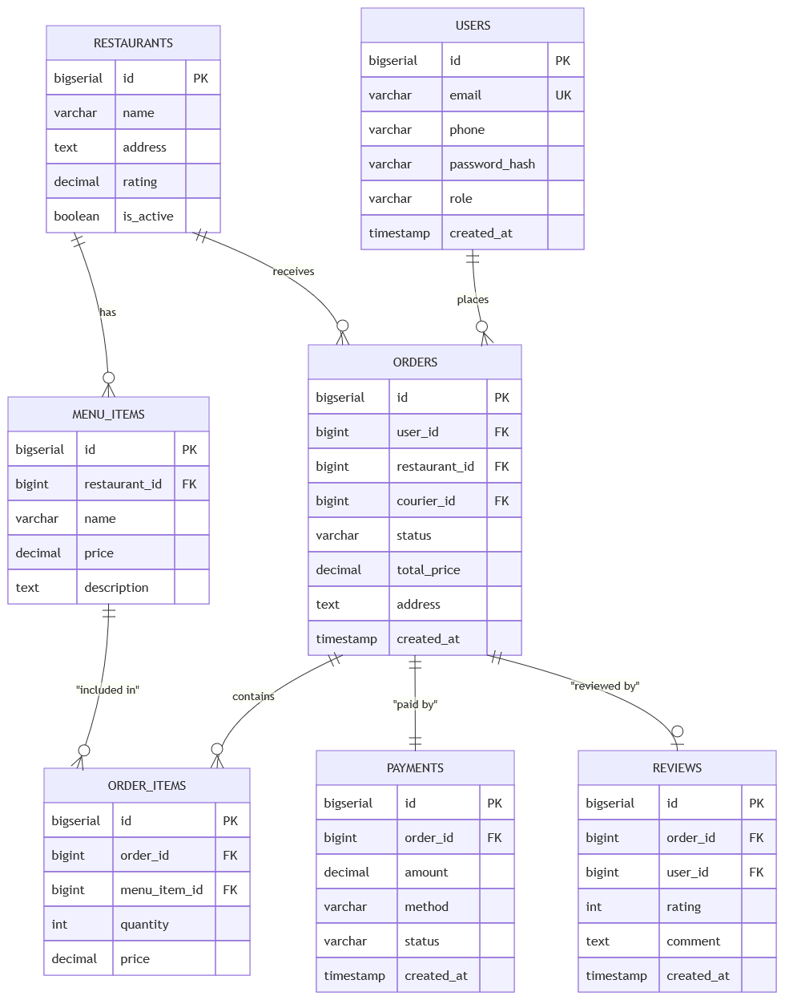 RESTAURANTS
bigserial id PK
varchar name
text address
decimal rating
boolean is_active
USERS
bigserial id PK
varchar email UK
varchar phone
varchar password_hash
varchar role
timestamp created_at
receives
places
has
ORDERS
bigserial id PK
bigint user_id FK
bigint restaurant_id FK
bigint courier_id FK
varchar status
decimal total_price
text address
timestamp created_at
MENU_ITEMS
bigserial id PK
bigint restaurant_id FK
varchar name
decimal price
text description
"included in"
contains
"paid by"
"reviewed by"
ORDER_ITEMS
bigserial id PK
bigint order_id FK
bigint menu_item_id FK
int quantity
decimal price
PAYMENTS
bigserial id PK
bigint order_id FK
decimal amount
varchar method
varchar status
timestamp created_at
REVIEWS
bigserial id PK
bigint order_id FK
bigint user_id FK
int rating
text comment
timestamp created_at